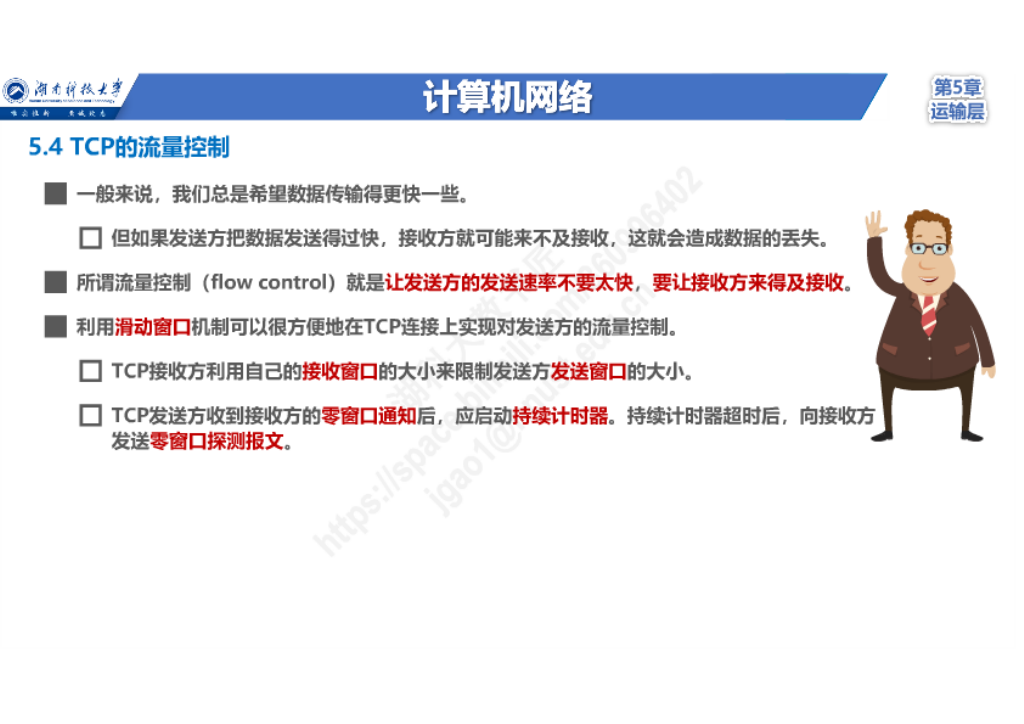 湖南科技大学
计算机网络
第5章
运输层
5.4 TCP的流量控制
一般来说，我们总是希望数据传输得更快一些。
但如果发送方把数据发送得过快，接收方就可能来不及接收，这就会造成数据的丢失。
所谓流量控制（flow control）就是让发送方的发送速率不要太快，要让接收方来得及接收。
利用滑动窗口机制可以很方便地在TCP连接上实现对发送方的流量控制。
TCP接收方利用自己的接收窗口的大小来限制发送方发送窗口的大小。
TCP发送方收到接收方的零窗口通知后，应启动持续计时器。持续计时器超时后，向接收方
发送零窗口探测报文。